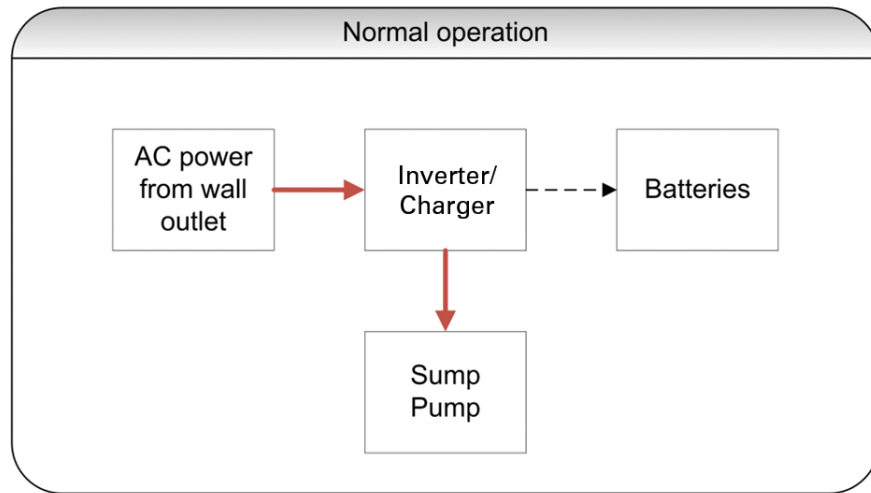 Normal operation
AC power
from wall
outlet
Inverter/
Charger
Batteries
Sump
Pump